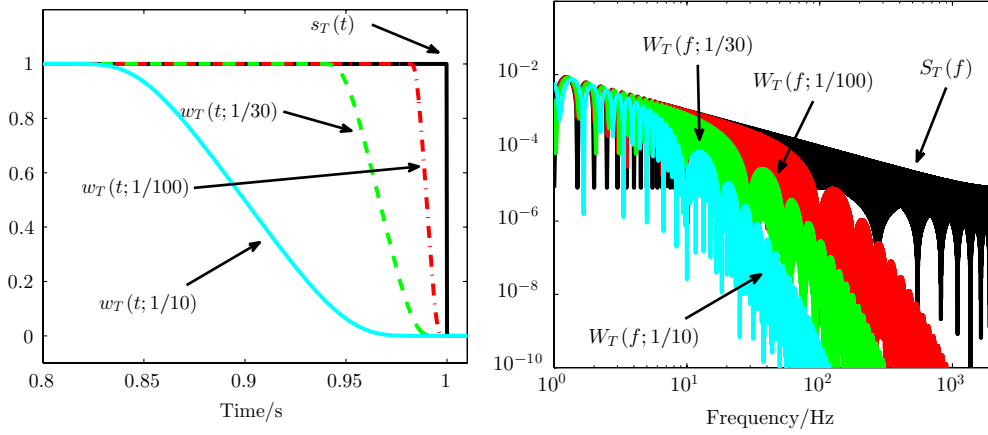 s_T(t)
1
0.8
0.6
0.4
0.2
0
w_T(t; 1/30)
w_T(t; 1/100)
w_T(t; 1/10)
0.8 0.85 0.9 0.95 1
Time/s
W_T(f; 1/30)
W_T(f; 1/100)
S_T(f)
10^{-2}
10^{-4}
10^{-6}
10^{-8}
10^{-10}
W_T(f; 1/10)
10^0 10^1 10^2 10^3
Frequency/Hz